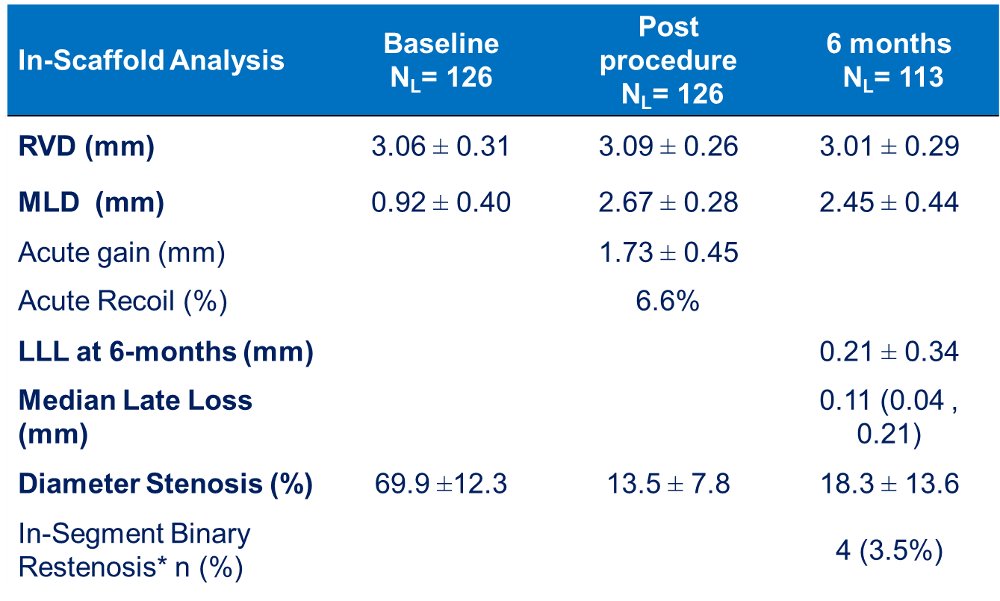 In-Scaffold Analysis Baseline N_L= 126 Post procedure N_L= 126 6 months N_L= 113
RVD (mm) 3.06 ± 0.31 3.09 ± 0.26 3.01 ± 0.29
MLD (mm) 0.92 ± 0.40 2.67 ± 0.28 2.45 ± 0.44
Acute gain (mm) 1.73 ± 0.45
Acute Recoil (%) 6.6%
LLL at 6-months (mm) 0.21 ± 0.34
Median Late Loss (mm) 0.11 (0.04 , 0.21)
Diameter Stenosis (%) 69.9 ±12.3 13.5 ± 7.8 18.3 ± 13.6
In-Segment Binary Restenosis* n (%) 4 (3.5%)